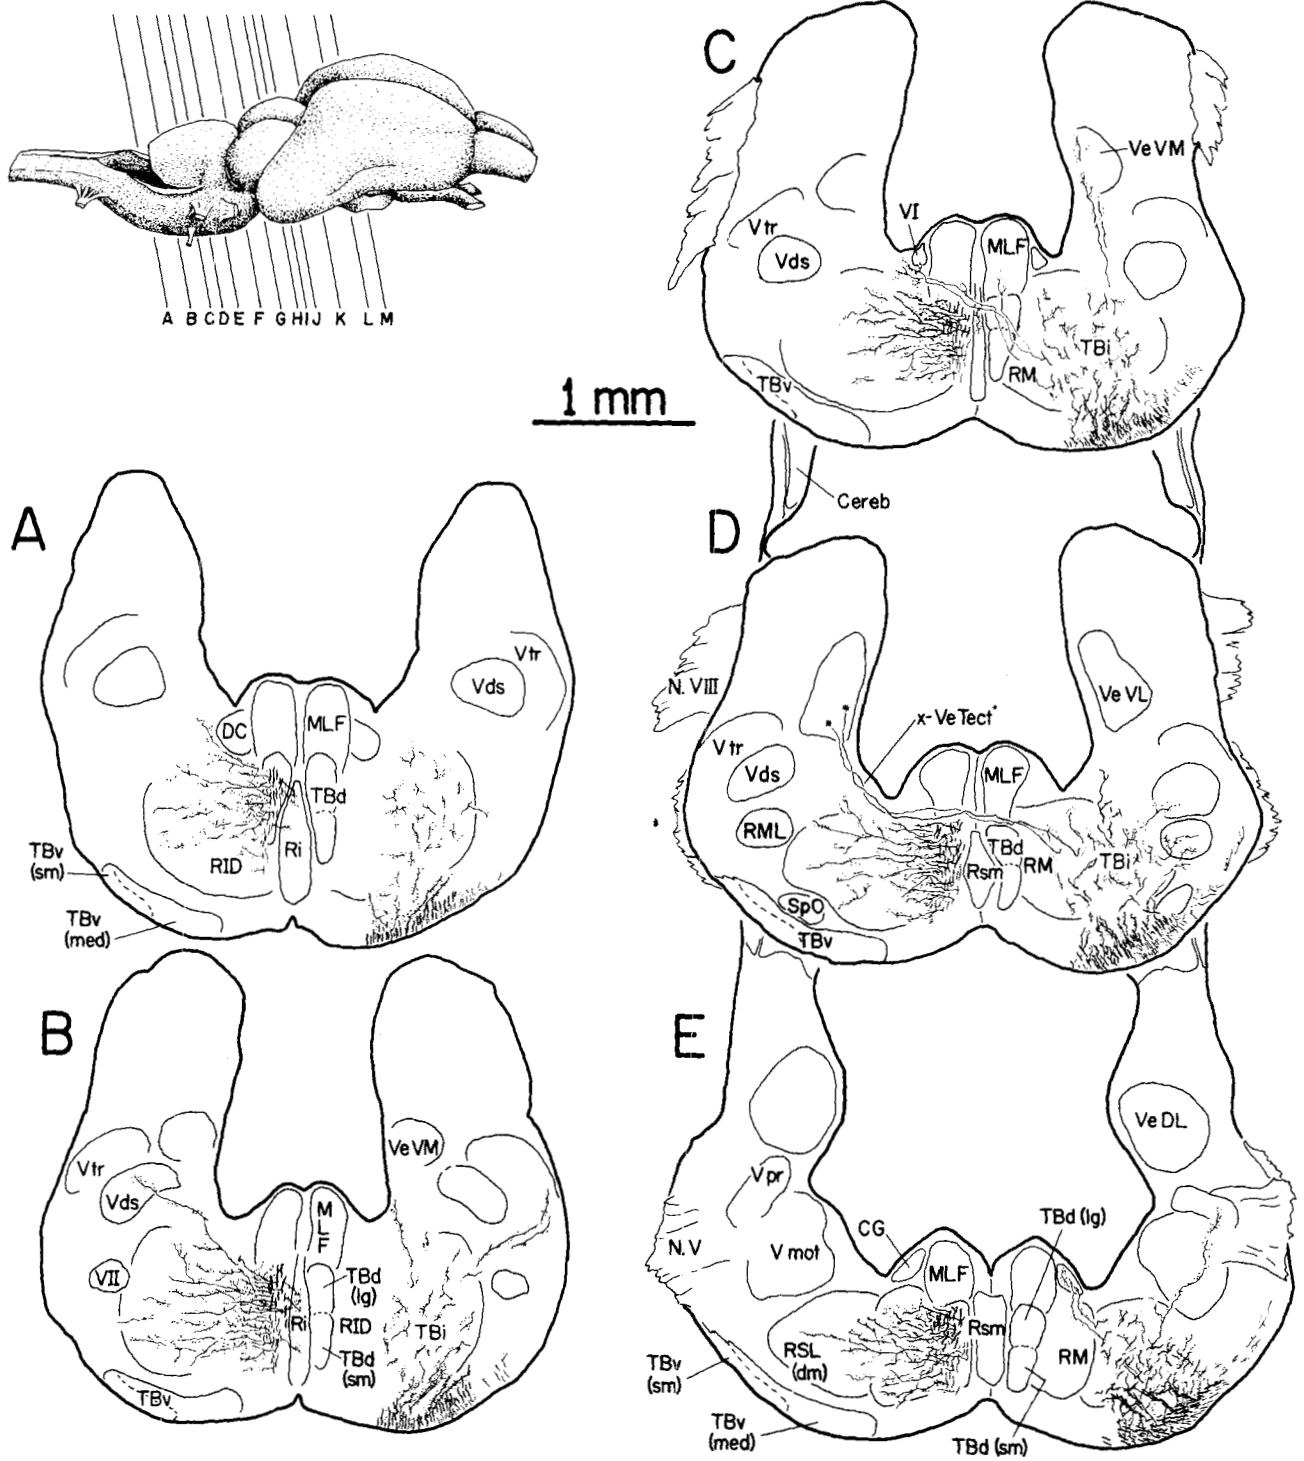 A B C D E F G H I J K L M
1 mm
A
Vtr
Vds
DC
MLF
TBd
Ri
RID
TBv
(sm)
TBv
(med)
B
Vtr
Vds
VII
TBv
VeVM
M
L
F
TBd
(lg)
Ri
RID
TBi
TBd
(sm)
C
VeVM
Vtr
Vds
VI
MLF
TBi
RM
TBv
Cereb
D
N. VIII
VeVL
x-VeTect*
Vtr
Vds
MLF
RML
TBd
Rsm
RM
TBi
SpO
TBv
E
VeDL
Vpr
TBd (lg)
CG
N.V
V mot
MLF
Rsm
RSL
(dm)
RM
TBv
(sm)
TBv
(med)
TBd (sm)